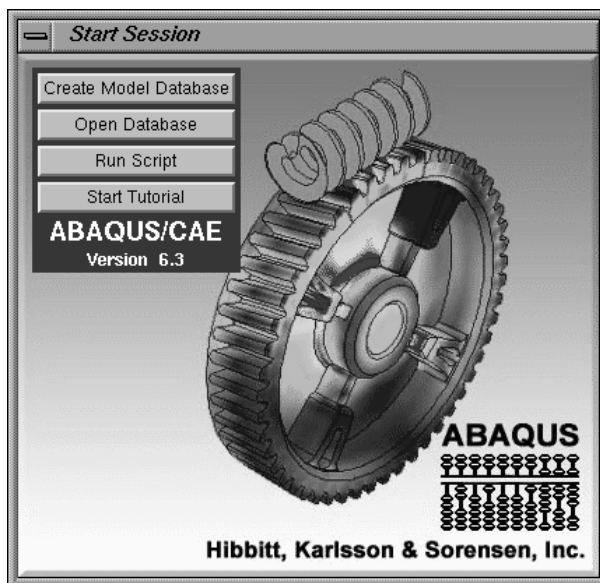 Start Session
Create Model Database
Open Database
Run Script
Start Tutorial
ABAQUS/CAE
Version 6.3
ABAQUS
Hibbitt, Karlsson & Sorensen, Inc.